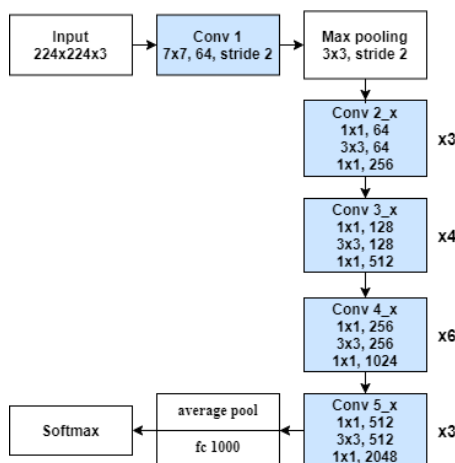 Input
224x224x3
Conv 1
7x7, 64, stride 2
Max pooling
3x3, stride 2
Conv 2_x
1x1, 64
3x3, 64
1x1, 256
x3
Conv 3_x
1x1, 128
3x3, 128
1x1, 512
x4
Conv 4_x
1x1, 256
3x3, 256
1x1, 1024
x6
Conv 5_x
1x1, 512
3x3, 512
1x1, 2048
x3
average pool
fc 1000
Softmax